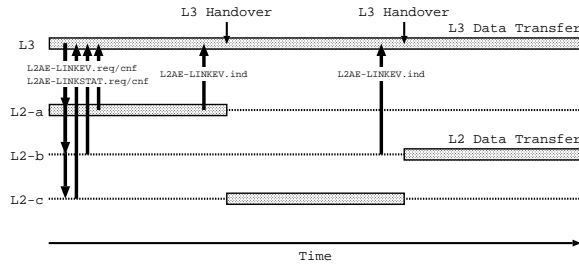 L3 Handover L3 Handover
L3 Data Transfer
L3
L2AE-LINKEV.req/cnf
L2AE-LINKSTAT.req/cnf
L2AE-LINKEV.ind
L2AE-LINKEV.ind
L2-a
L2 Data Transfer
L2-b
L2-c
Time